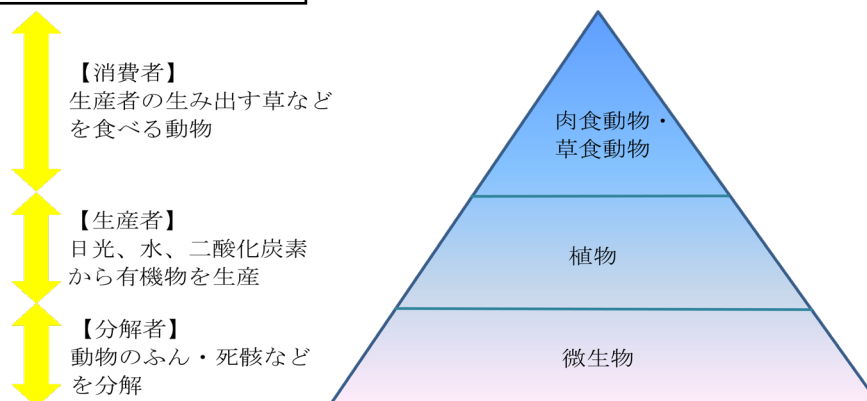 【消費者】
生産者の生み出す草など
を食べる動物
肉食動物・
草食動物
【生産者】
日光、水、二酸化炭素
から有機物を生産
植物
【分解者】
動物のふん・死骸など
を分解
微生物